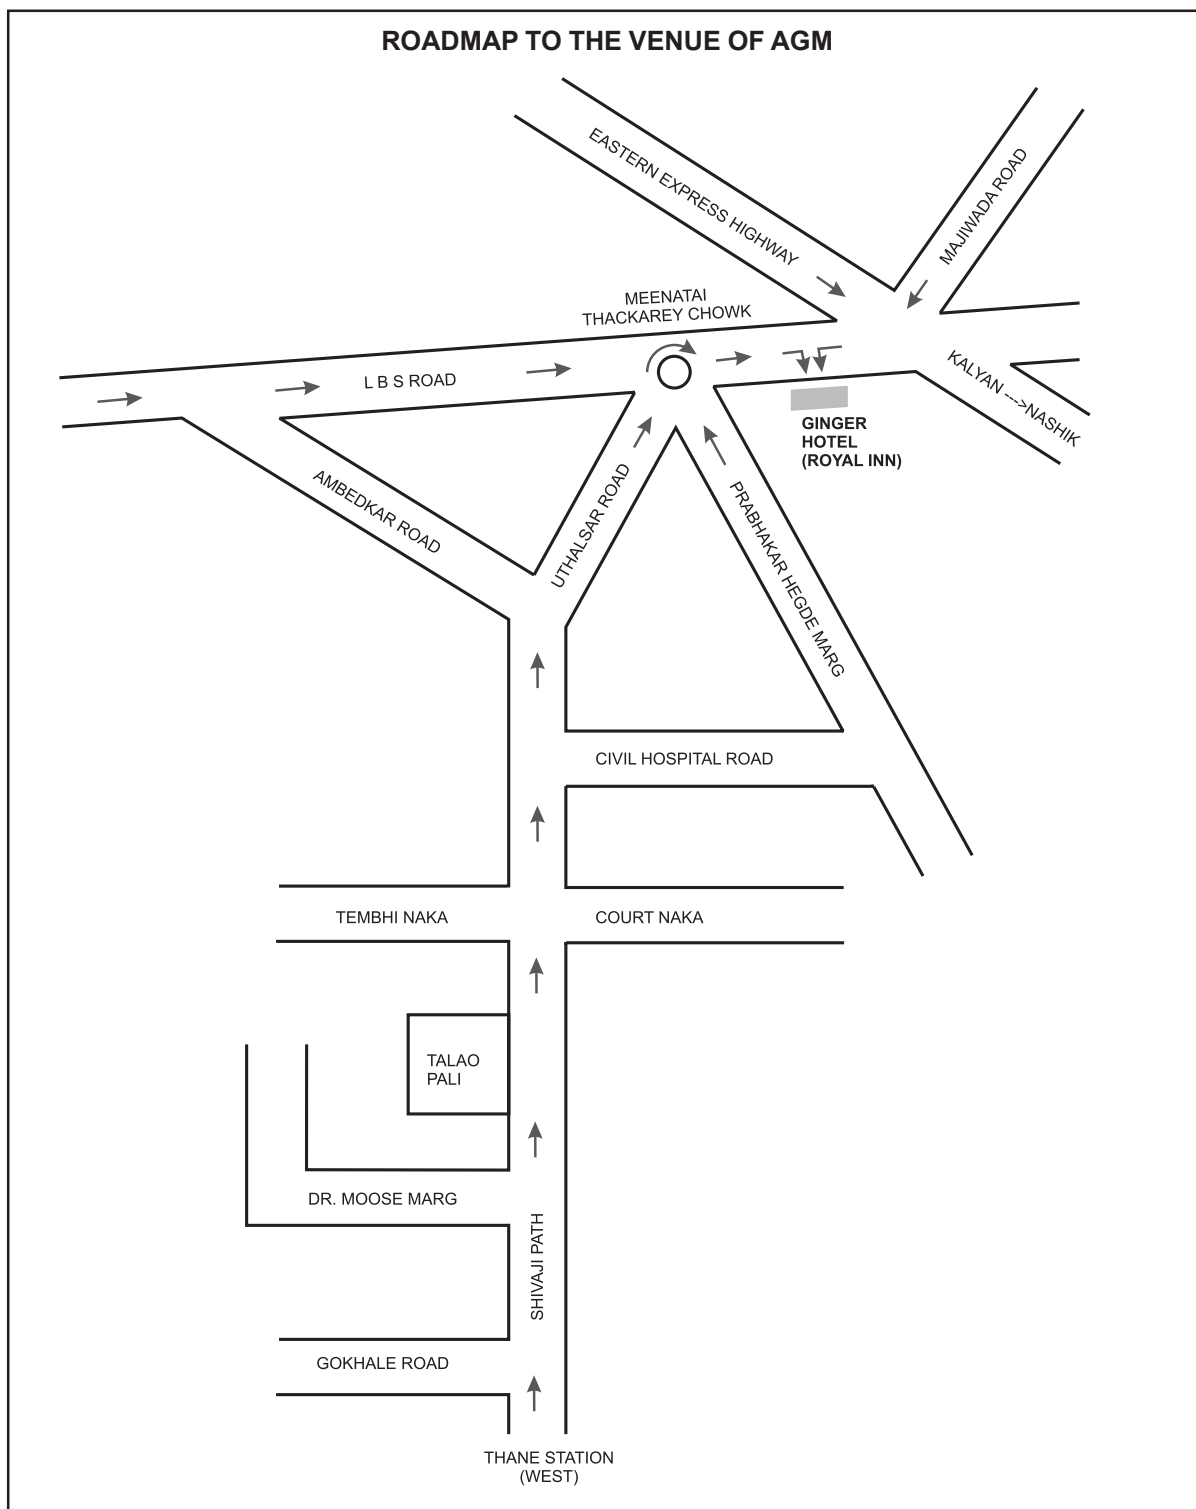 ROADMAP TO THE VENUE OF AGM
EASTERN EXPRESS HIGHWAY
MAJIWADA ROAD
MEENATAI
THACKAREY CHOWK
L B S ROAD
KALYAN --->NASHIK
GINGER
HOTEL
(ROYAL INN)
AMBEDKAR ROAD
UTHALSAR ROAD
PRABHAKAR HEGDE MARG
CIVIL HOSPITAL ROAD
TEMBHI NAKA
COURT NAKA
TALAO
PALI
DR. MOOSE MARG
SHIVAJI PATH
GOKHALE ROAD
THANE STATION
(WEST)